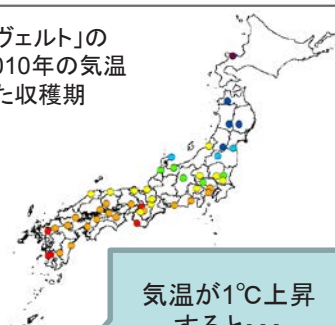 ヴェルト」の
010年の気温
た収穫期
気温が1℃上昇
すると・・・